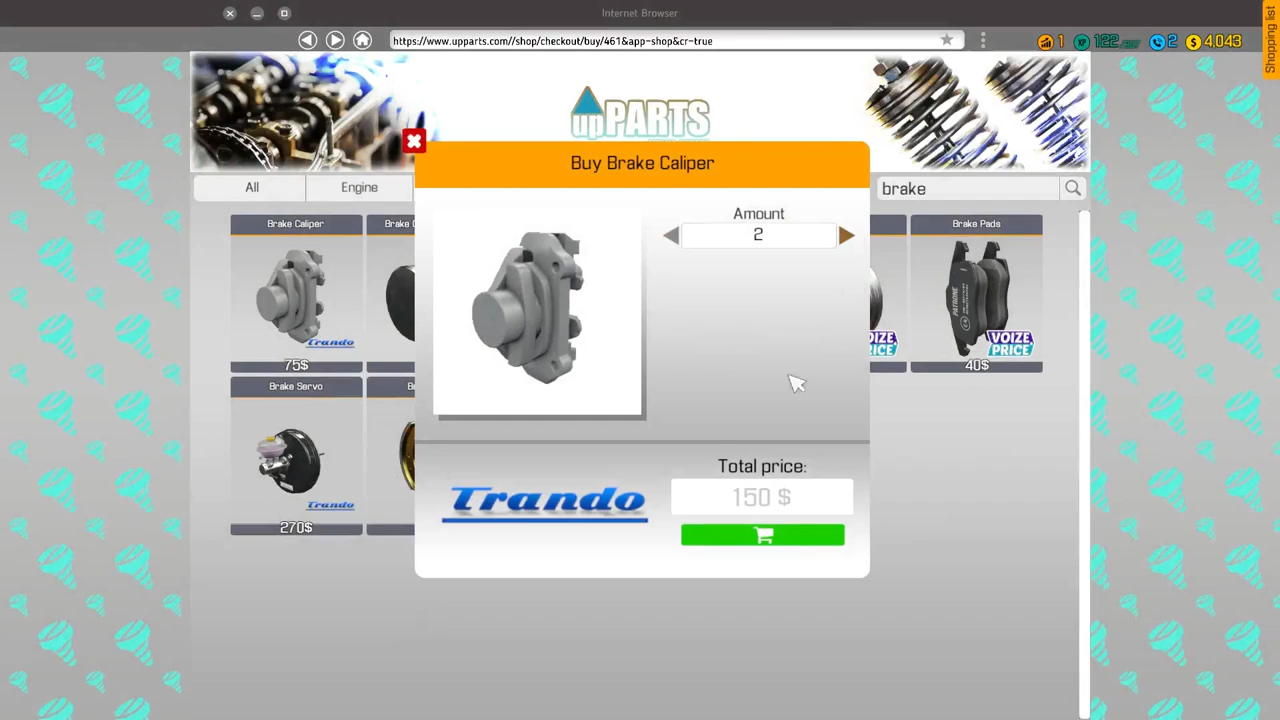 Internet Browser
https://www.upparts.com//shop/checkout/buy/461&app-shop&cr-true
1
122
2
$ 4,043
Shopping list
upPARTS
Buy Brake Caliper
All
Engine
brake
Amount
2
Brake Caliper
Trando
75$
Brake
PATRONE
Brake Pads
VOIZE
PRICE
40$
Brake Servo
Trando
270$
Trando
Total price:
150 $